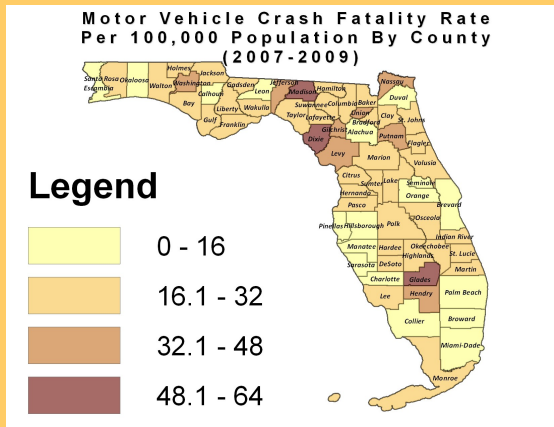 Motor Vehicle Crash Fatality Rate
Per 100,000 Population By County
(2007-2009)
Holmes
Jackson
Santa Rosa
Okaloosa
Walton
Washington
Escambia
Calhoun
Gadsden
Leon
Jefferson
Madison
Hamilton
Nassau
Duval
Bay
Liberty
Wakulla
Taylor
Suwannee
Columbia
Baker
Gulf
Franklin
Lafayette
Union
Bradford
Clay
St. Johns
Dixie
Gilchrist
Alachua
Putnam
Flagler
Levy
Marion
Volusia
Citrus
Sumter
Lake
Seminole
Hernando
Orange
Brevard
Pasco
Osceola
Pinellas
Hillsborough
Polk
Indian River
Manatee
Hardee
Okeechobee
Highlands
St. Lucie
Sarasota
DeSoto
Martin
Charlotte
Glades
Lee
Hendry
Palm Beach
Collier
Broward
Miami-Dade
Monroe
Legend
0 - 16
16.1 - 32
32.1 - 48
48.1 - 64